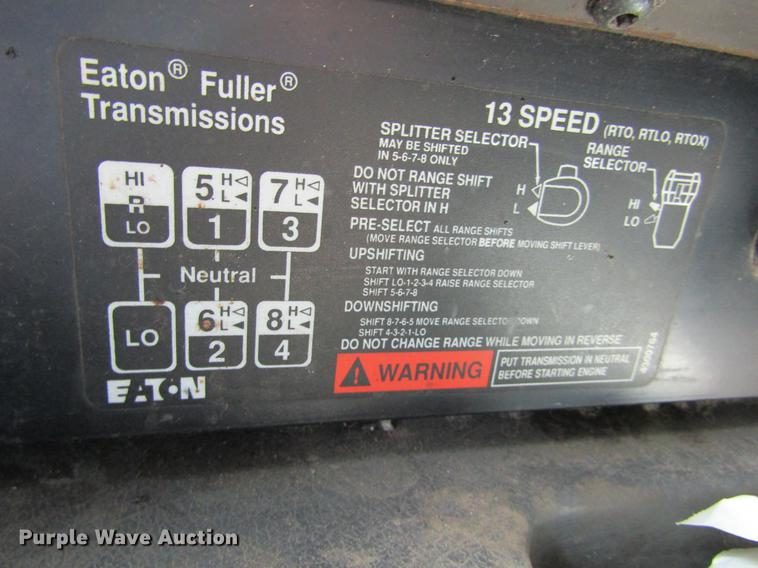 Eaton® Fuller®
Transmissions
13 SPEED (RTO, RTLO, RTOX)
SPLITTER SELECTOR
MAY BE SHIFTED
IN 5-6-7-8 ONLY
RANGE
SELECTOR
H
L
HI
LO
DO NOT RANGE SHIFT
WITH SPLITTER
SELECTOR IN H
PRE-SELECT ALL RANGE SHIFTS
(MOVE RANGE SELECTOR BEFORE MOVING SHIFT LEVER)
UPSHIFTING
START WITH RANGE SELECTOR DOWN
SHIFT LO-1-2-3-4 RAISE RANGE SELECTOR
SHIFT 5-6-7-8
DOWNSHIFTING
SHIFT 8-7-6-5 MOVE RANGE SELECTOR DOWN
SHIFT 4-3-2-1-LO
DO NOT CHANGE RANGE WHILE MOVING IN REVERSE
WARNING
PUT TRANSMISSION IN NEUTRAL
BEFORE STARTING ENGINE
4300764
HI
R
LO
5 H
L
1
7 H
L
3
Neutral
LO
6 H
L
2
8 H
L
4
EATON
Purple Wave Auction